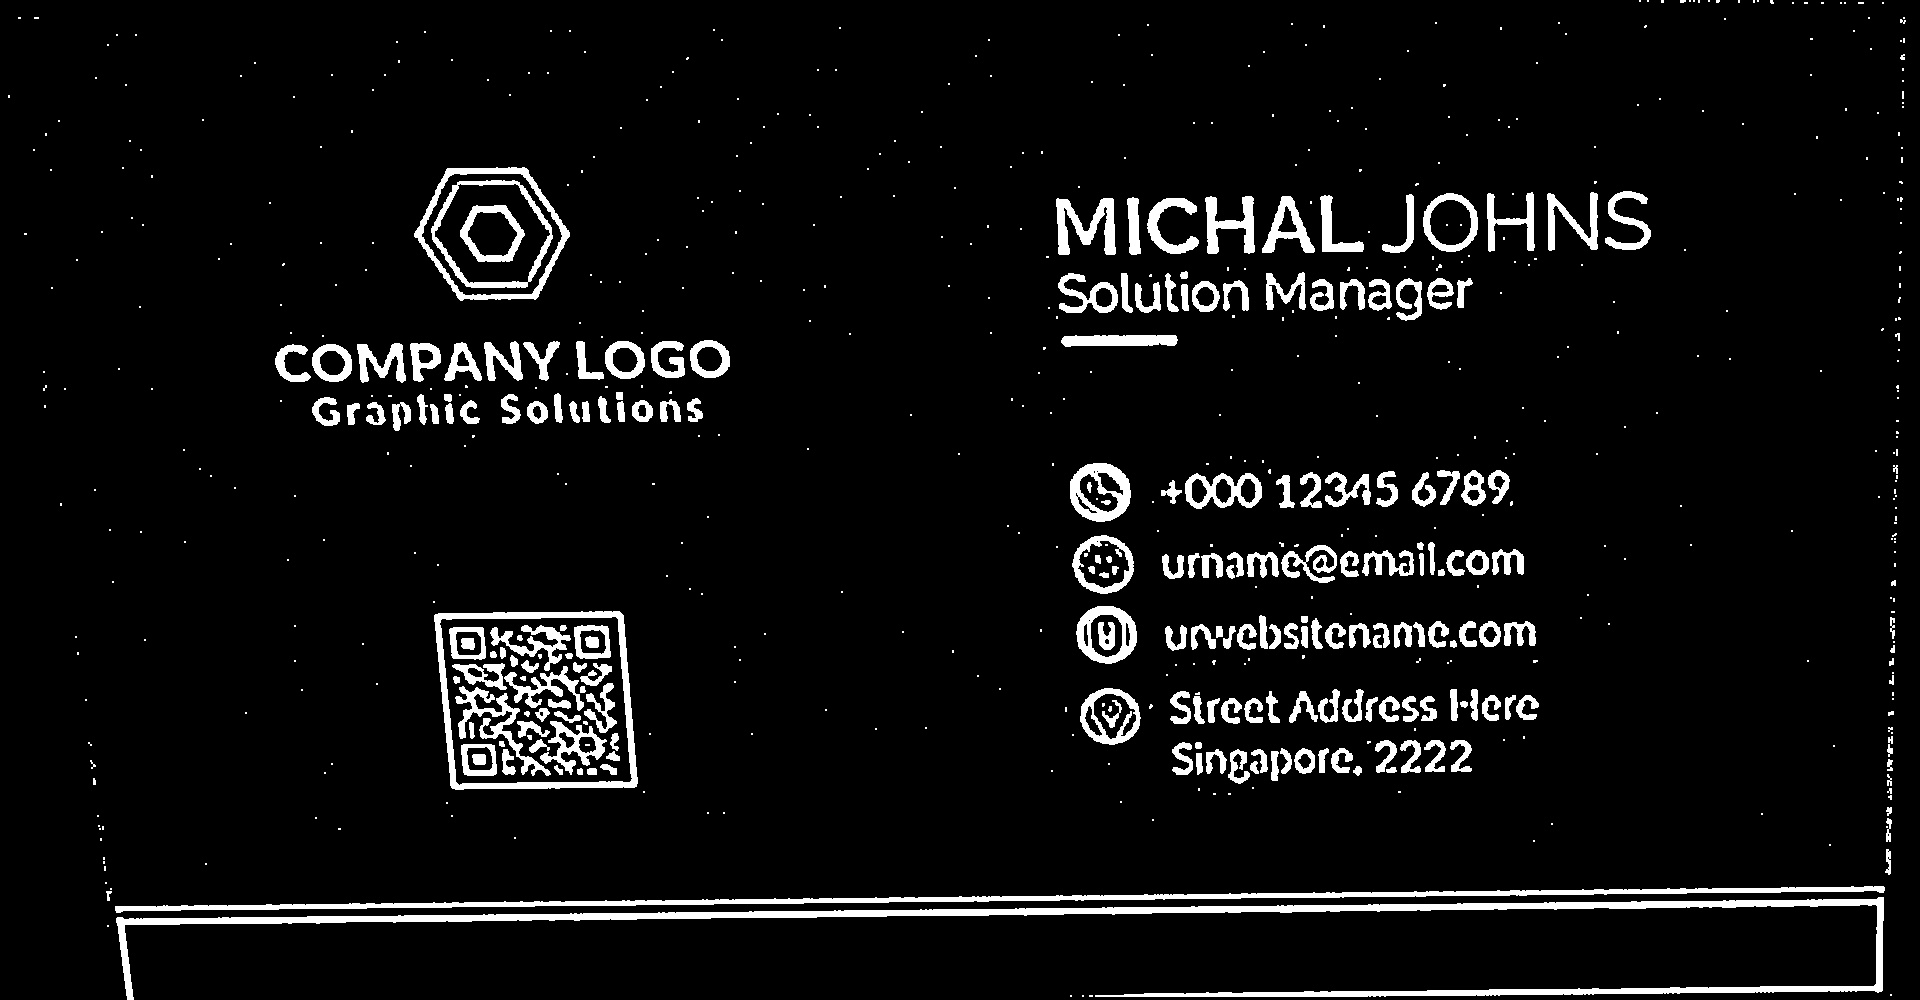 COMPANY LOGO
Graphic Solutions
MICHAL JOHNS
Solution Manager
+000 12345 6789
urname@email.com
urwebsitename.com
Street Address Here
Singapore, 2222